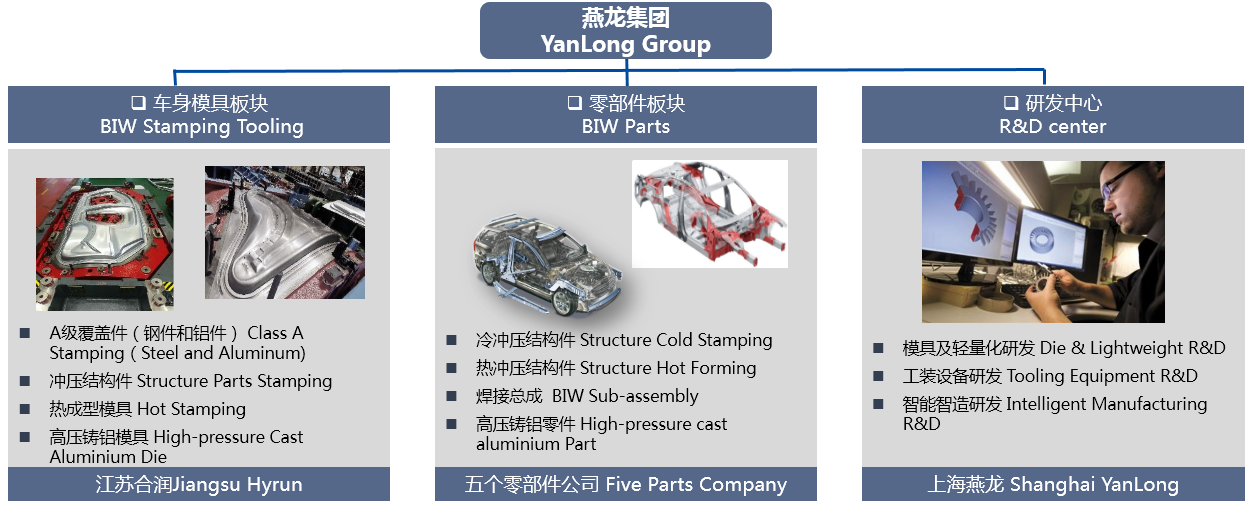 燕龙集团
YanLong Group
车身模具板块
BIW Stamping Tooling
A级覆盖件（钢件和铝件） Class A
Stamping ( Steel and Aluminum)
冲压结构件 Structure Parts Stamping
热成型模具 Hot Stamping
高压铸铝模具 High-pressure Cast
Aluminium Die
江苏合润Jiangsu Hyrun
零部件板块
BIW Parts
冷冲压结构件 Structure Cold Stamping
热冲压结构件 Structure Hot Forming
焊接总成 BIW Sub-assembly
高压铸铝零件 High-pressure cast
aluminium Part
五个零部件公司 Five Parts Company
研发中心
R&D center
模具及轻量化研发 Die & Lightweight R&D
工装设备研发 Tooling Equipment R&D
智能智造研发 Intelligent Manufacturing
R&D
上海燕龙 Shanghai YanLong